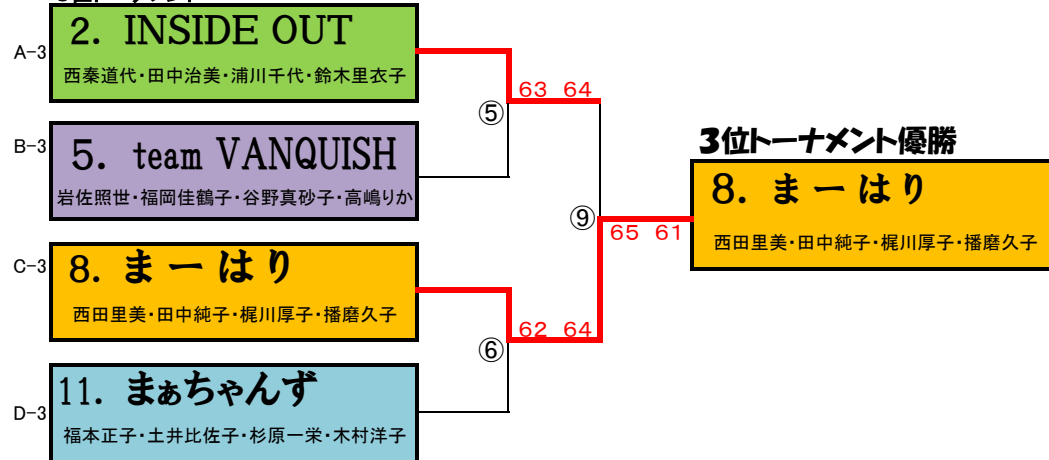 A-3
2. INSIDE OUT
西秦道代・田中治美・浦川千代・鈴木里衣子
63 64
⑤
B-3
5. team VANQUISH
岩佐照世・福岡佳鶴子・谷野真砂子・高嶋りか
3位トーナメント優勝
8. まーはり
西田里美・田中純子・梶川厚子・播磨久子
⑨
65 61
C-3
8. まーはり
西田里美・田中純子・梶川厚子・播磨久子
62 64
⑥
D-3
11. まぁちゃんず
福本正子・土井比佐子・杉原一栄・木村洋子